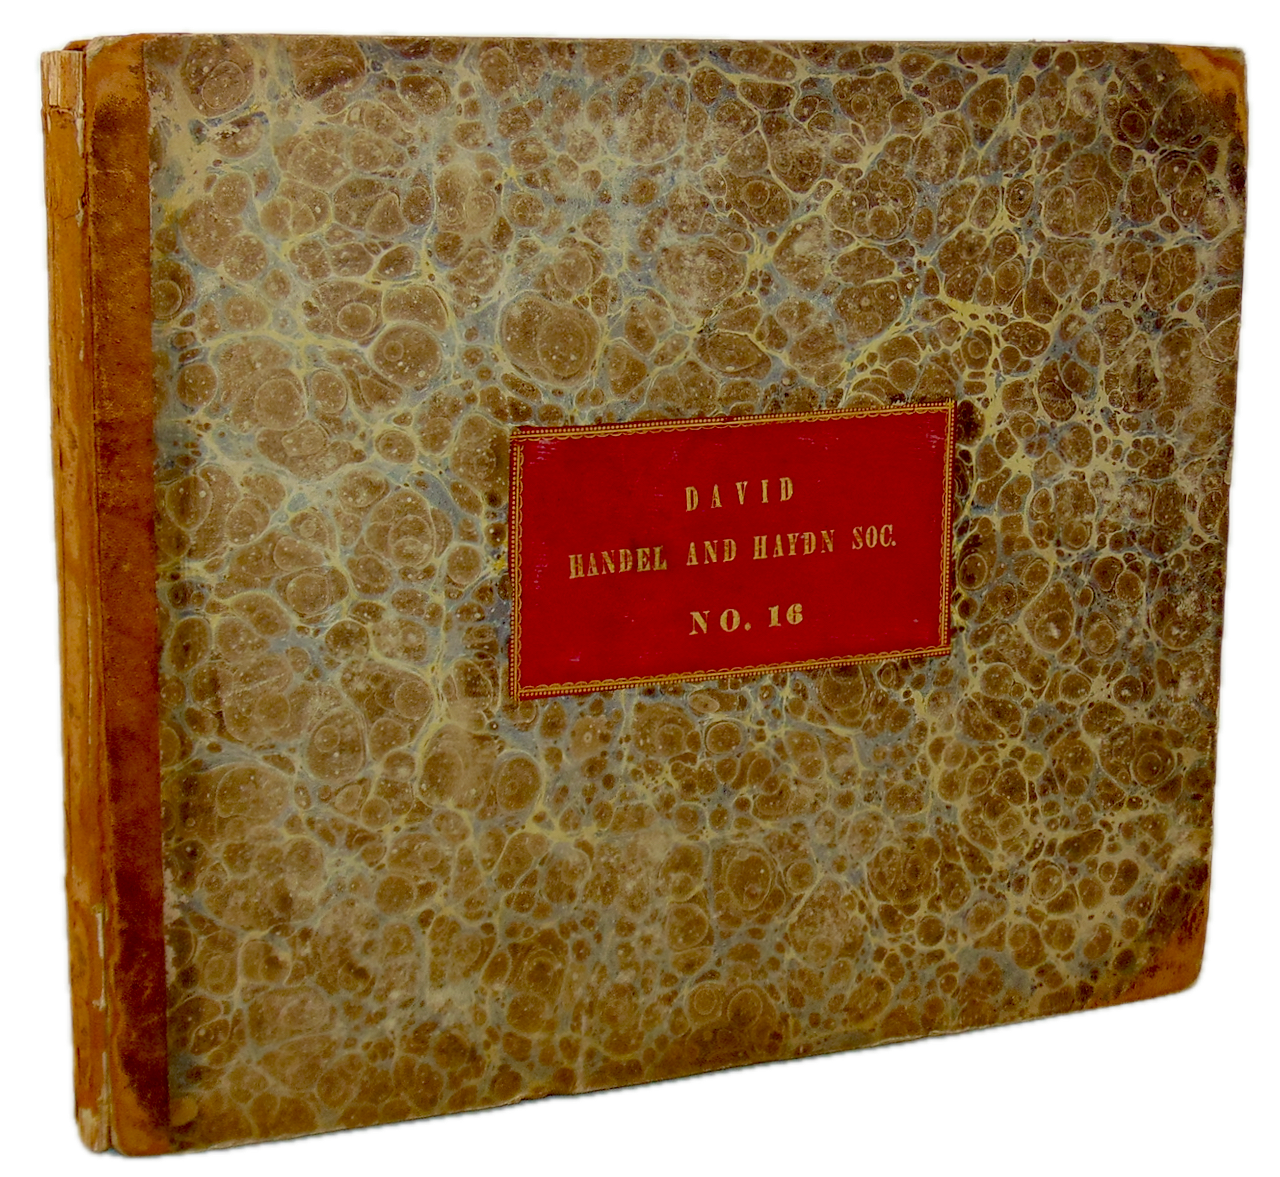 DAVID
HANDEL AND HAYDN SOC.
NO. 16